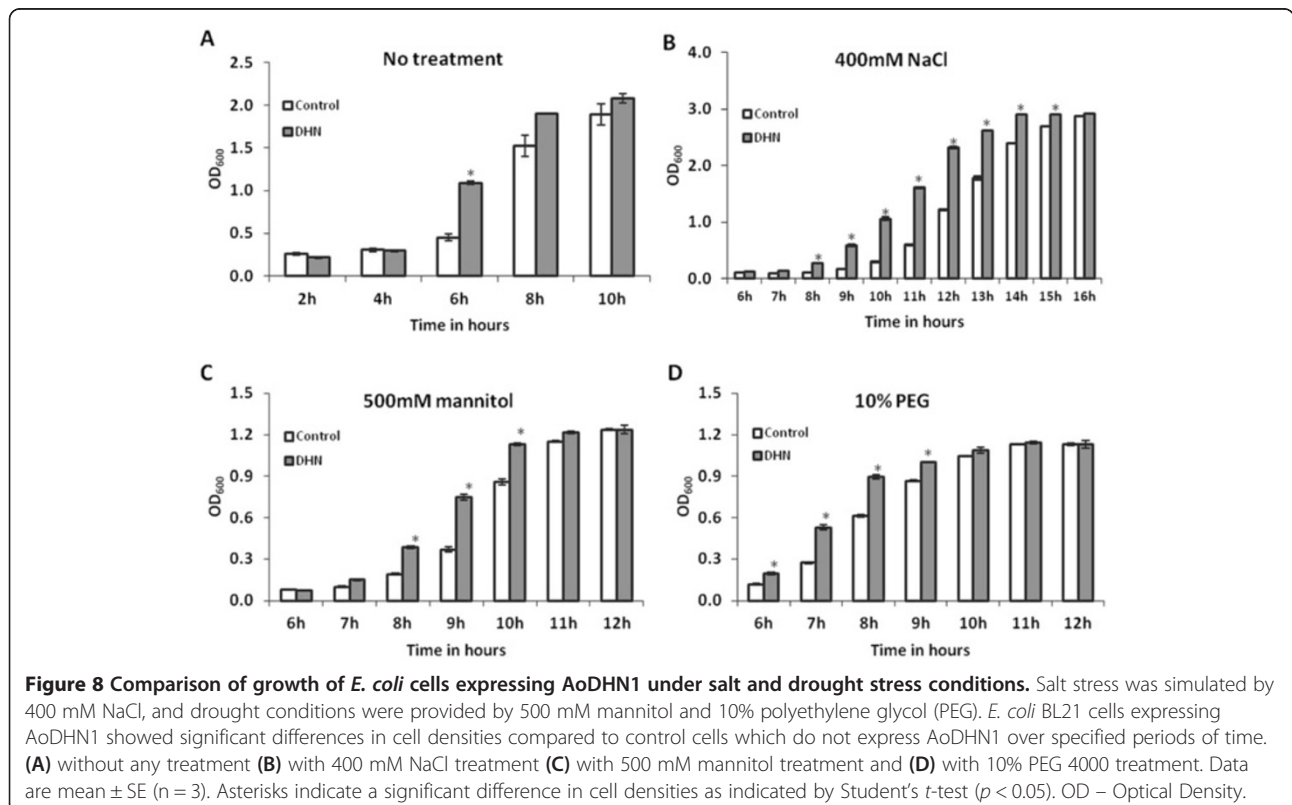 A
No treatment
2.5
2.0
1.5
1.0
0.5
0.0
OD600
Control
DHN
*
2h 4h 6h 8h 10h
Time in hours
B
400mM NaCl
4.0
3.0
2.0
1.0
0.0
OD600
Control
DHN
* * * * * * * *
6h 7h 8h 9h 10h 11h 12h 13h 14h 15h 16h
Time in hours
C
500mM mannitol
1.5
1.2
0.9
0.6
0.3
0.0
OD600
Control
DHN
* * *
6h 7h 8h 9h 10h 11h 12h
Time in hours
D
10% PEG
1.5
1.2
0.9
0.6
0.3
0.0
OD600
Control
DHN
* * * *
6h 7h 8h 9h 10h 11h 12h
Time in hours
Figure 8 Comparison of growth of E. coli cells expressing AoDHN1 under salt and drought stress conditions. Salt stress was simulated by
400 mM NaCl, and drought conditions were provided by 500 mM mannitol and 10% polyethylene glycol (PEG). E. coli BL21 cells expressing
AoDHN1 showed significant differences in cell densities compared to control cells which do not express AoDHN1 over specified periods of time.
(A) without any treatment (B) with 400 mM NaCl treatment (C) with 500 mM mannitol treatment and (D) with 10% PEG 4000 treatment. Data
are mean ± SE (n = 3). Asterisks indicate a significant difference in cell densities as indicated by Student's t-test (p < 0.05). OD – Optical Density.